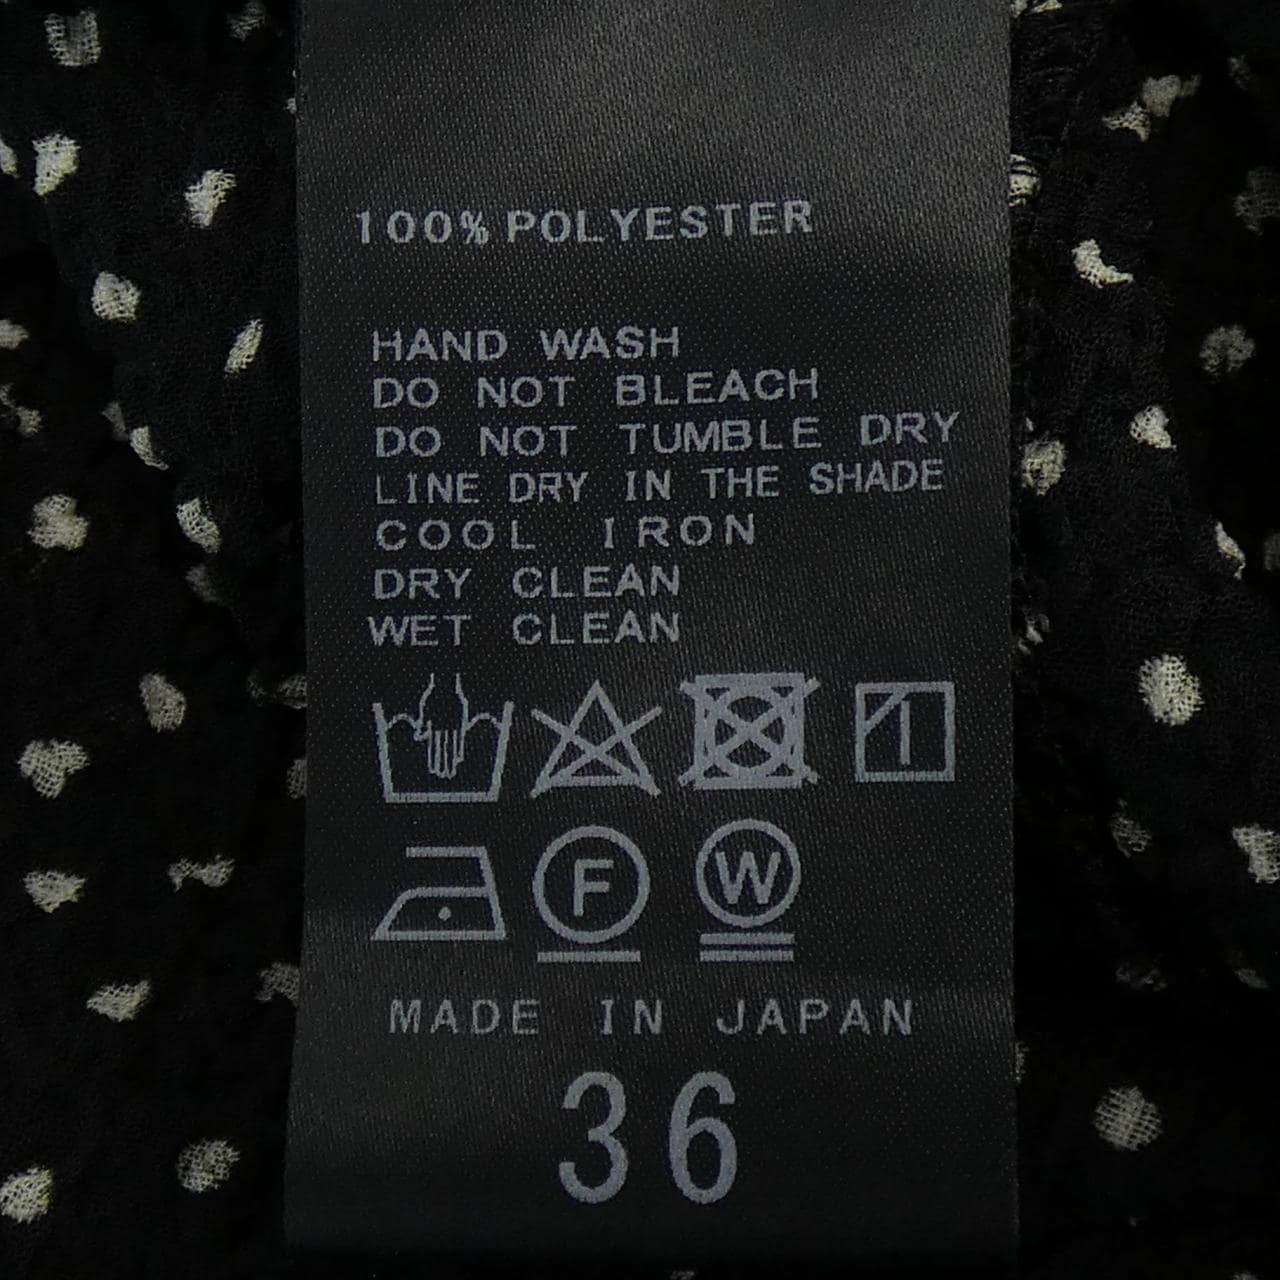 100% POLYESTER
HAND WASH
DO NOT BLEACH
DO NOT TUMBLE DRY
LINE DRY IN THE SHADE
COOL IRON
DRY CLEAN
WET CLEAN
F W
MADE IN JAPAN
36